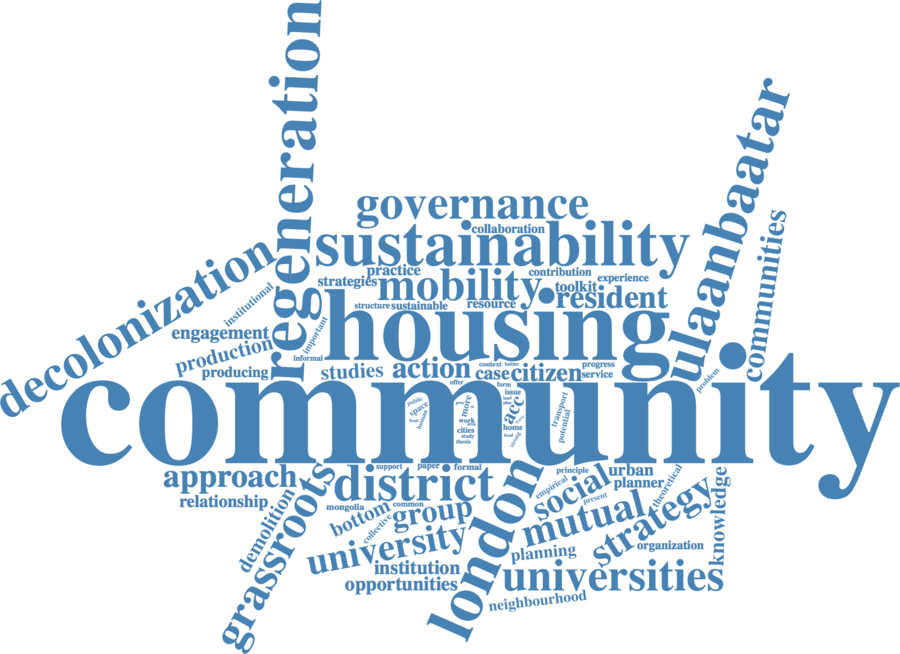 regeneration
ulaanbaatar
governance
communities
collaboration
sustainability
decolonization
practice
contribution
strategies
mobility
toolkit
experience
institutional
resident
structure
sustainable
resource
housing
important
engagement
production
informal
producing
studies
action
context
better
case
citizen
progress
service
problem
offer
form
community
public
space
human
more
work
cities
study
thesis
issue
acc
home
strong
transport
potential
approach
support
paper
formal
district
principle
urban
relationship
mongolia
common
empirical
social
planner
theoretical
knowledge
demolition
grassroots
bottom
collective
group
london
present
mutual
strategy
university
planning
organization
institution
opportunities
universities
neighbourhood